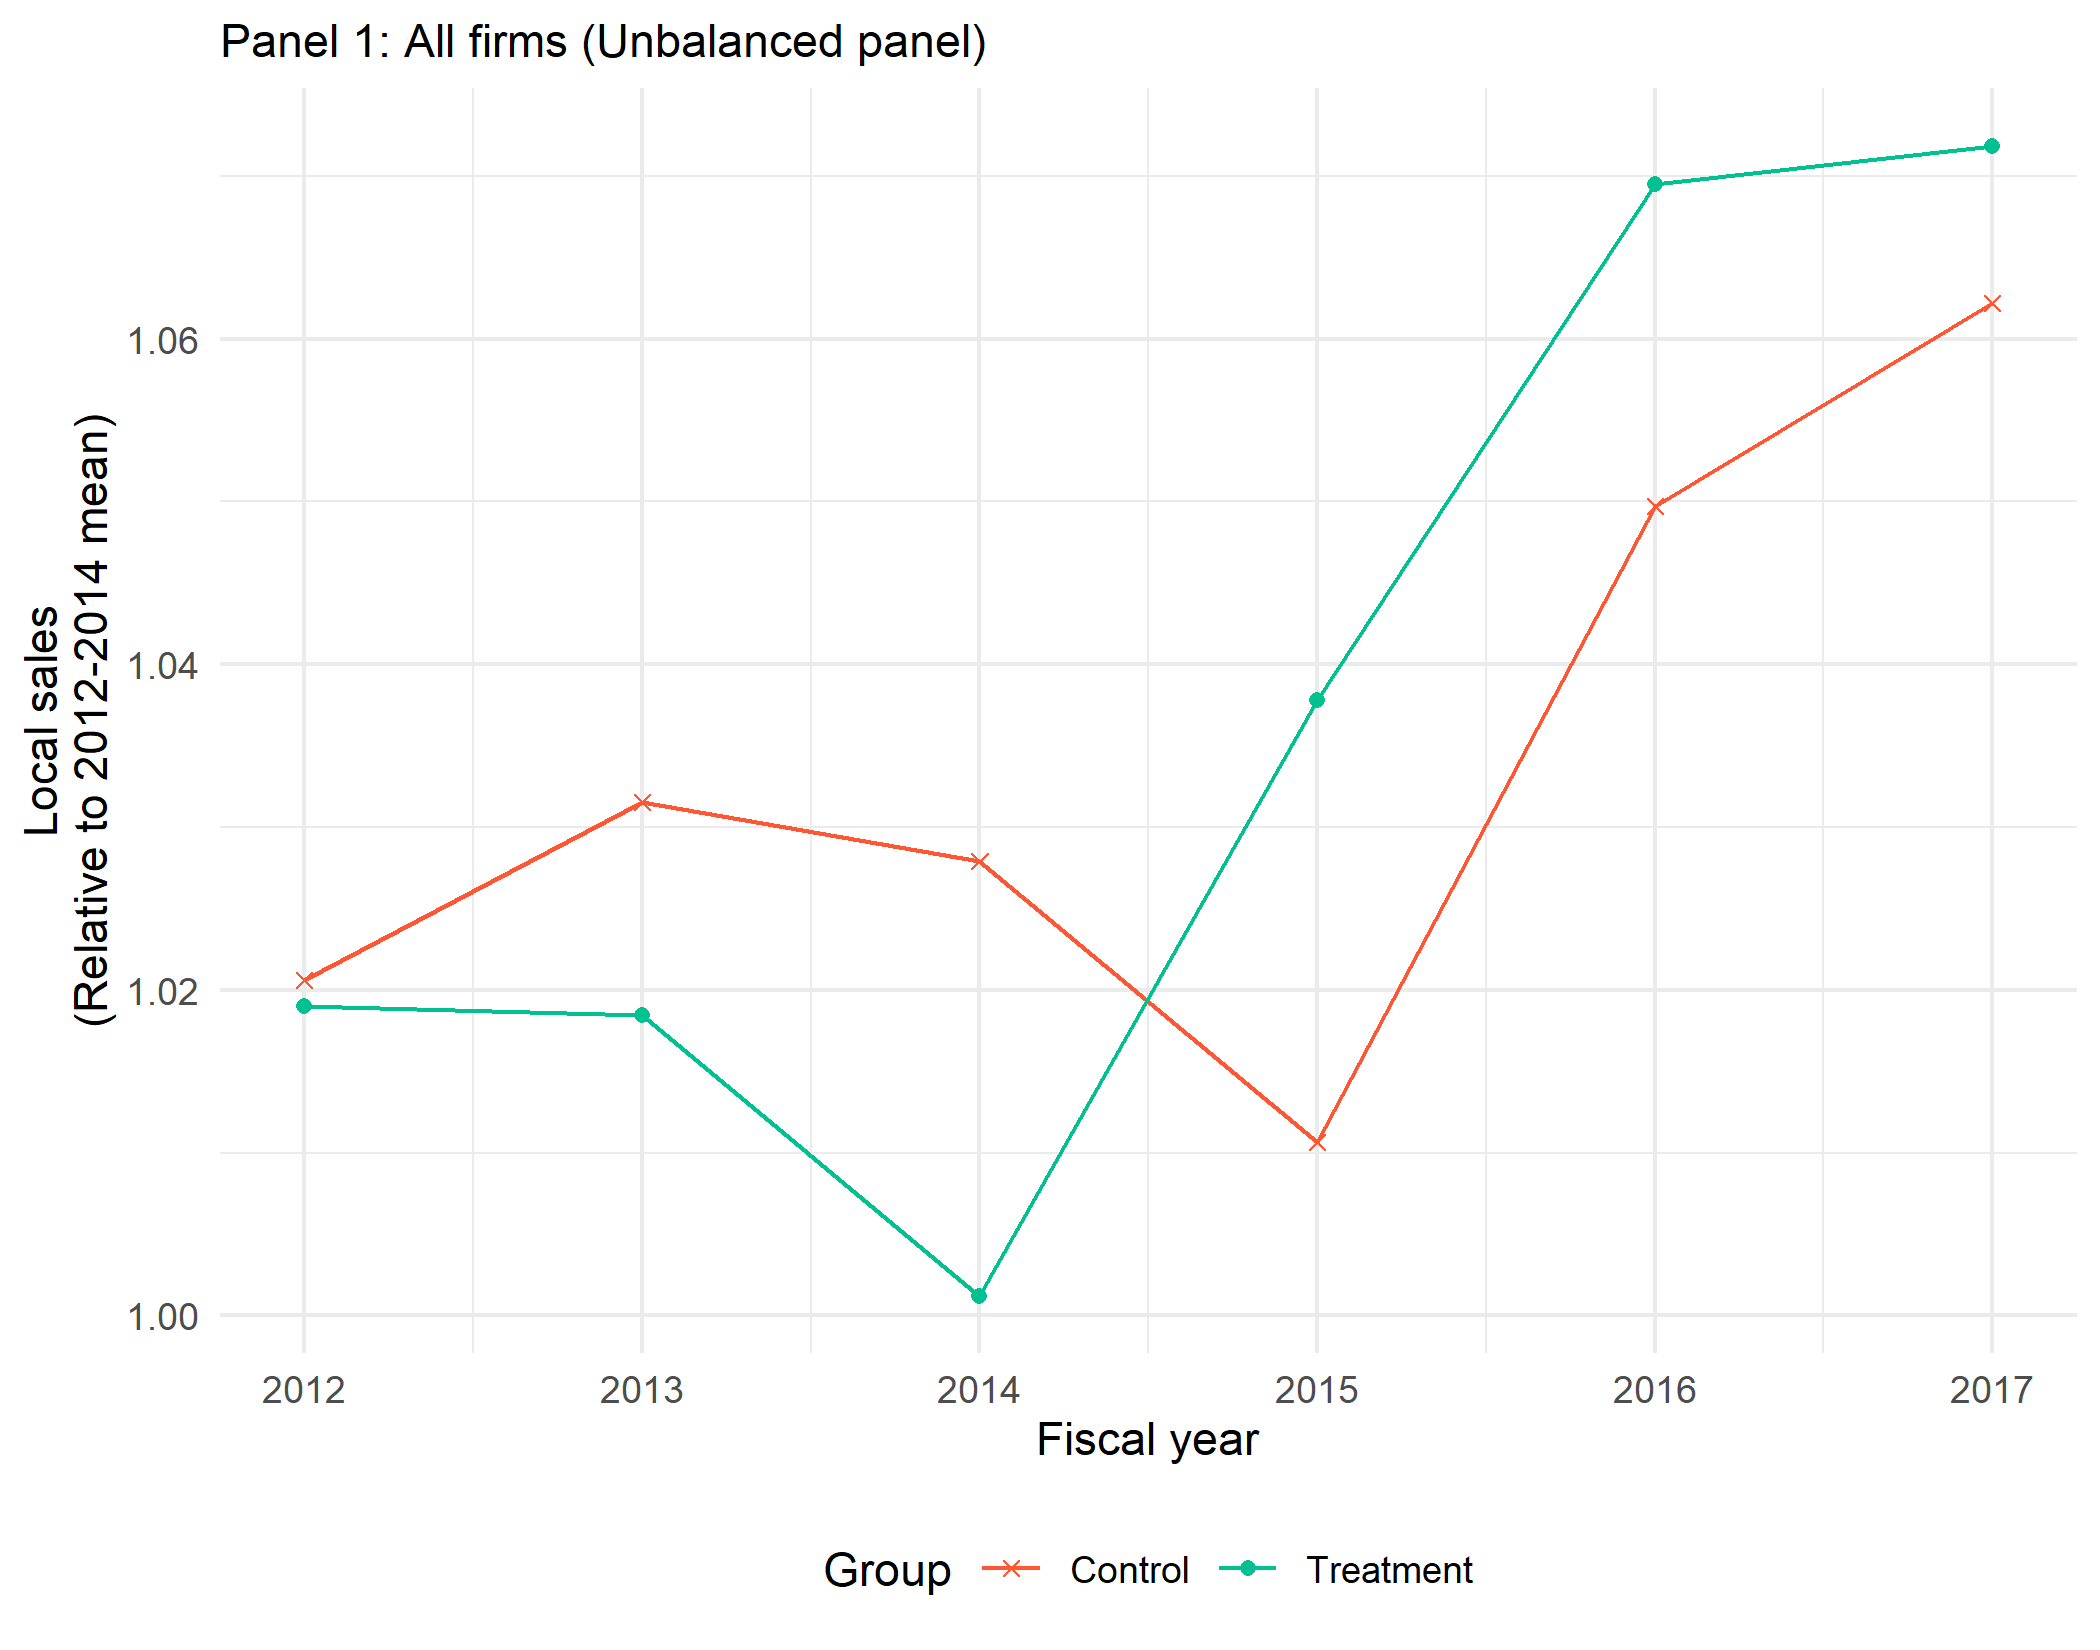 Panel 1: All firms (Unbalanced panel)
Local sales
(Relative to 2012-2014 mean)
1.06
1.04
1.02
1.00
2012 2013 2014 2015 2016 2017
Fiscal year
Group Control Treatment